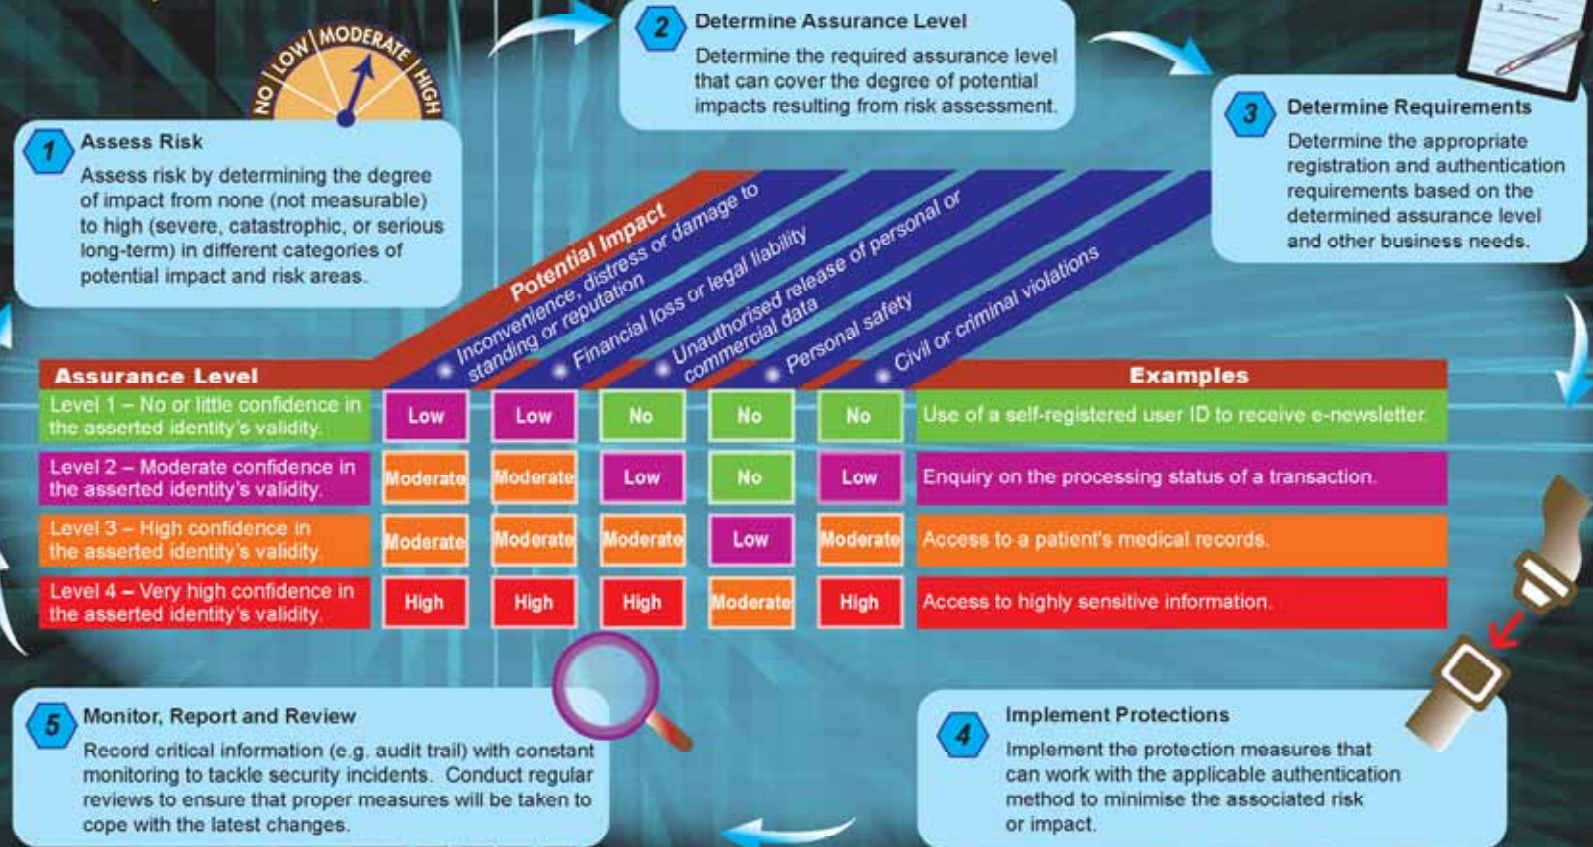 NO LOW MODERATE HIGH
1 Assess Risk
Assess risk by determining the degree
of impact from none (not measurable)
to high (severe, catastrophic, or serious
long-term) in different categories of
potential impact and risk areas.
2 Determine Assurance Level
Determine the required assurance level
that can cover the degree of potential
impacts resulting from risk assessment.
3 Determine Requirements
Determine the appropriate
registration and authentication
requirements based on the
determined assurance level
and other business needs.
Potential Impact
Inconvenience, distress or damage to
standing or reputation
Financial loss or legal liability
Unauthorised release of personal or
commercial data
Personal safety
Civil or criminal violations
Assurance Level Examples
Level 1 – No or little confidence in
the asserted identity's validity.
Low Low No No No
Use of a self-registered user ID to receive e-newsletter.
Level 2 – Moderate confidence in
the asserted identity's validity.
Moderate Moderate Low No Low
Enquiry on the processing status of a transaction.
Level 3 – High confidence in
the asserted identity's validity.
Moderate Moderate Moderate Low Moderate
Access to a patient's medical records.
Level 4 – Very high confidence in
the asserted identity's validity.
High High High Moderate High
Access to highly sensitive information.
5 Monitor, Report and Review
Record critical information (e.g. audit trail) with constant
monitoring to tackle security incidents. Conduct regular
reviews to ensure that proper measures will be taken to
cope with the latest changes.
4 Implement Protections
Implement the protection measures that
can work with the applicable authentication
method to minimise the associated risk
or impact.